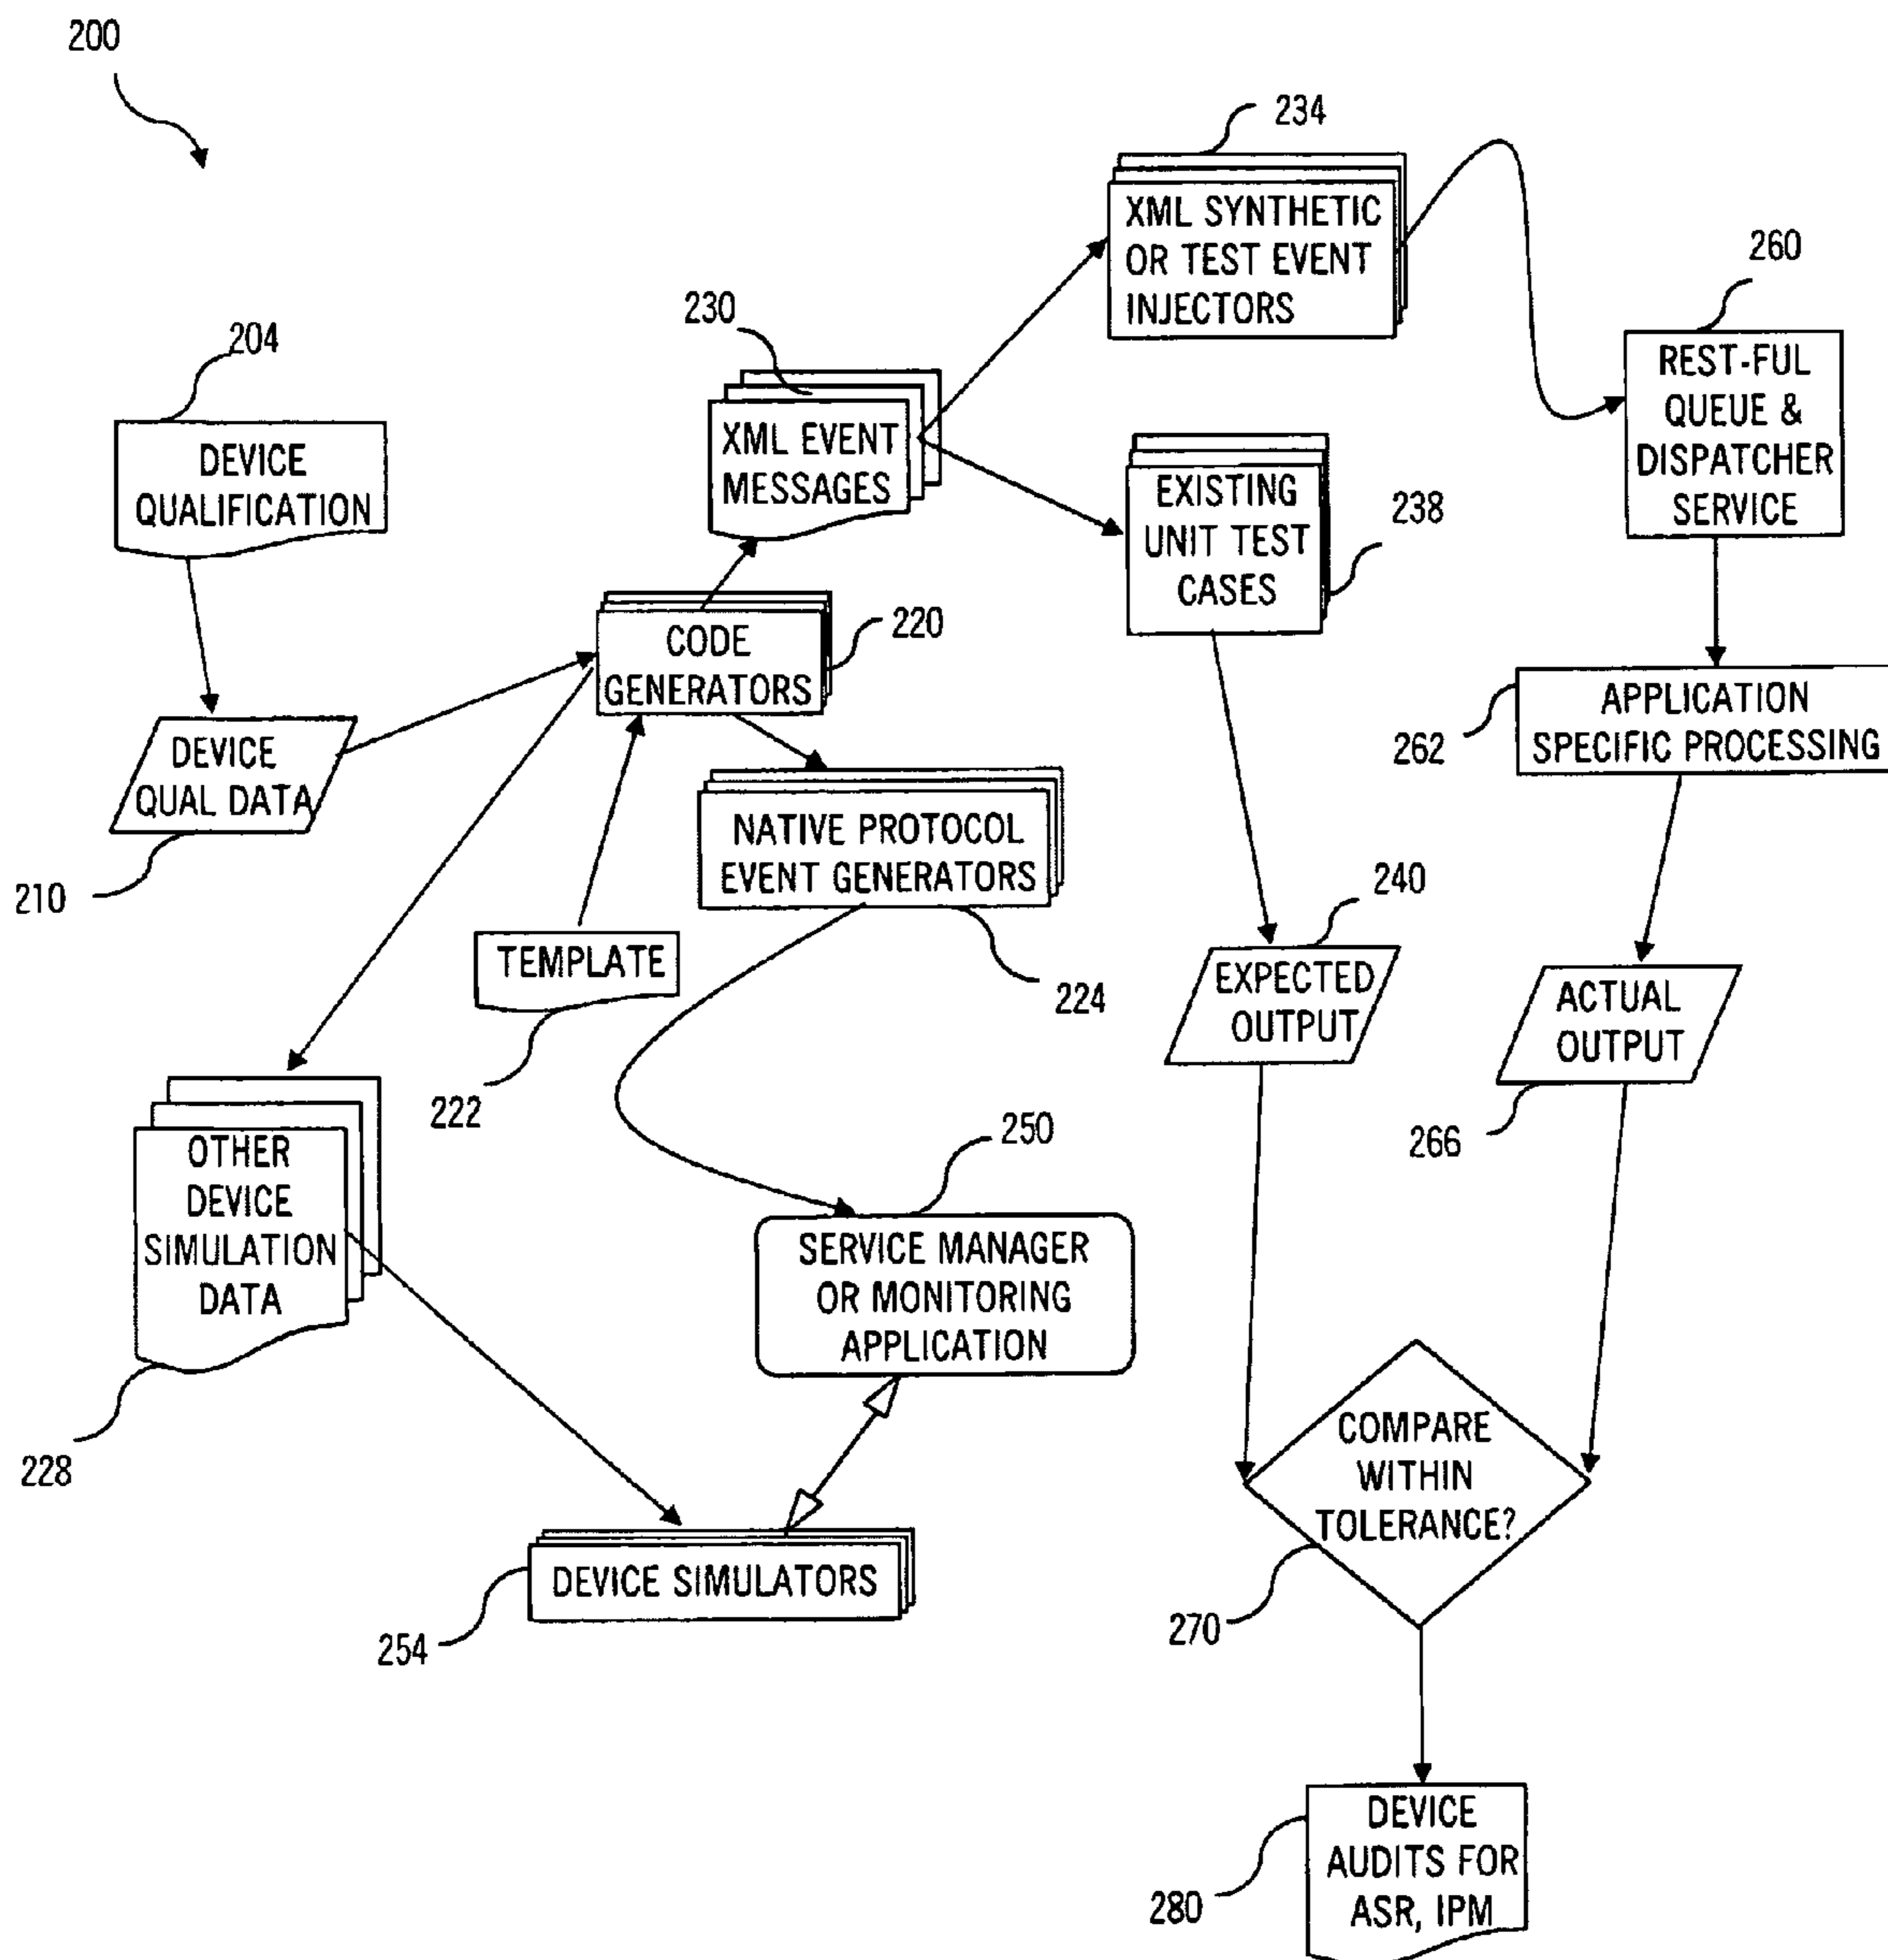 200
234
XML SYNTHETIC
OR TEST EVENT
INJECTORS
260
REST-FUL
QUEUE &
DISPATCHER
SERVICE
230
XML EVENT
MESSAGES
204
DEVICE
QUALIFICATION
EXISTING
UNIT TEST
CASES
238
CODE
GENERATORS
220
APPLICATION
SPECIFIC PROCESSING
262
DEVICE
QUAL DATA
210
NATIVE PROTOCOL
EVENT GENERATORS
224
TEMPLATE
222
240
EXPECTED
OUTPUT
ACTUAL
OUTPUT
266
OTHER
DEVICE
SIMULATION
DATA
228
250
SERVICE MANAGER
OR MONITORING
APPLICATION
COMPARE
WITHIN
TOLERANCE?
270
DEVICE SIMULATORS
254
DEVICE
AUDITS FOR
ASR, IPM
280